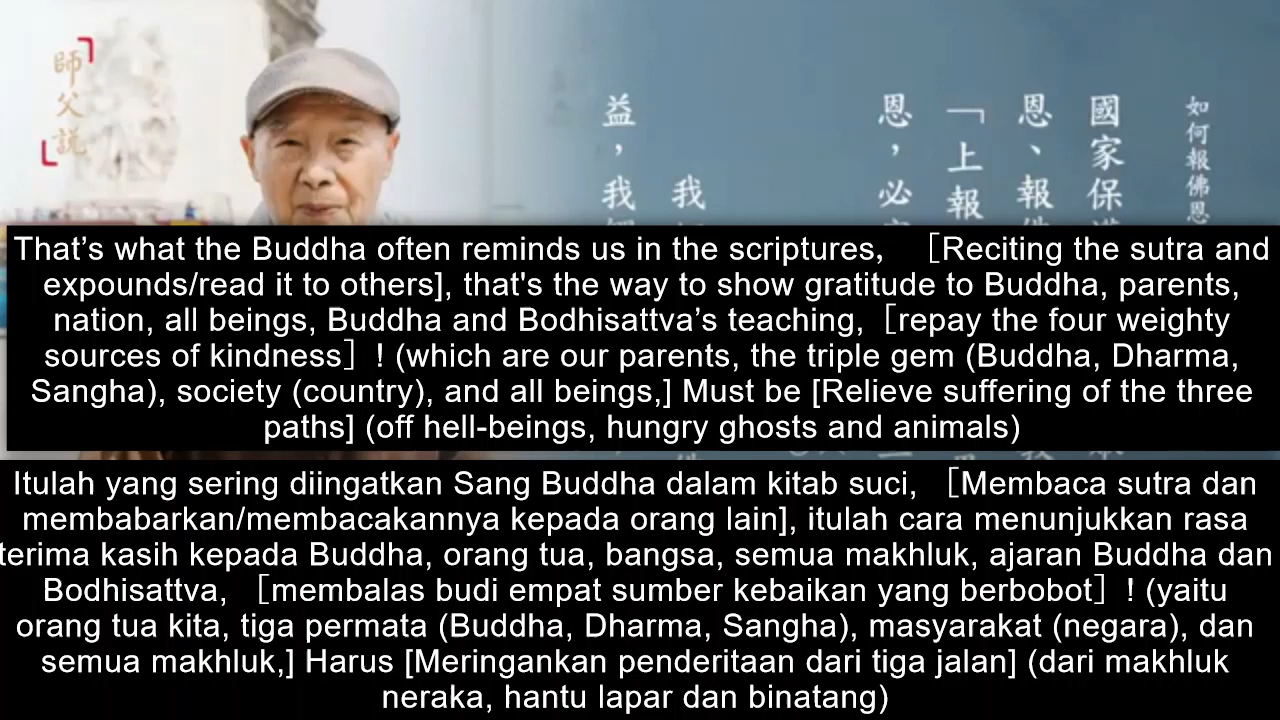 師父說
如何報佛恩
國家保
恩、報
「上報
恩，必
我
益，我
That’s what the Buddha often reminds us in the scriptures, ［Reciting the sutra and
expounds/read it to others], that's the way to show gratitude to Buddha, parents,
nation, all beings, Buddha and Bodhisattva’s teaching,［repay the four weighty
sources of kindness］! (which are our parents, the triple gem (Buddha, Dharma,
Sangha), society (country), and all beings,] Must be [Relieve suffering of the three
paths] (off hell-beings, hungry ghosts and animals)
Itulah yang sering diingatkan Sang Buddha dalam kitab suci, ［Membaca sutra dan
membabarkan/membacakannya kepada orang lain], itulah cara menunjukkan rasa
terima kasih kepada Buddha, orang tua, bangsa, semua makhluk, ajaran Buddha dan
Bodhisattva, ［membalas budi empat sumber kebaikan yang berbobot］! (yaitu
orang tua kita, tiga permata (Buddha, Dharma, Sangha), masyarakat (negara), dan
semua makhluk,] Harus [Meringankan penderitaan dari tiga jalan] (dari makhluk
neraka, hantu lapar dan binatang)